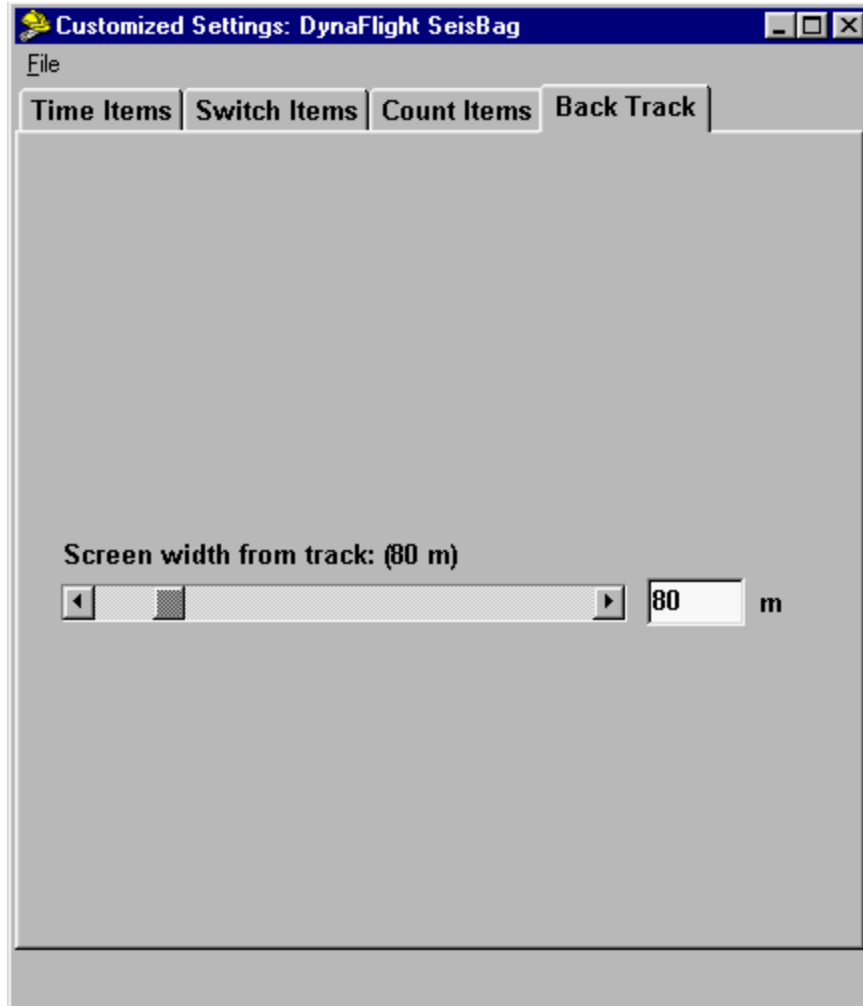 Customized Settings: DynaFlight SeisBag
File
Time Items Switch Items Count Items Back Track
Screen width from track: (80 m)
80 m